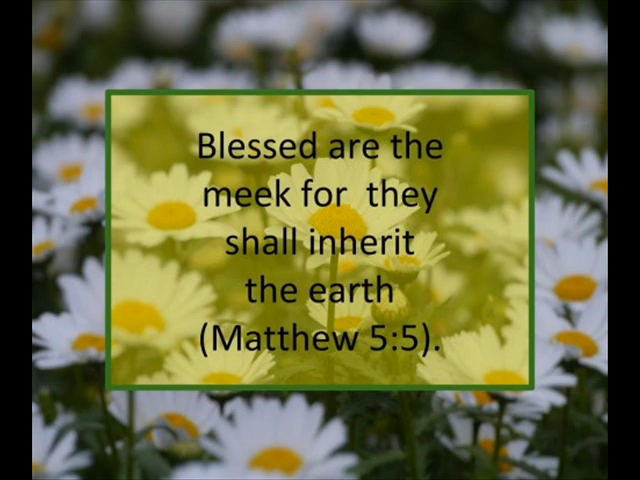 Blessed are the
meek for  they
shall inherit
the earth
(Matthew 5:5).